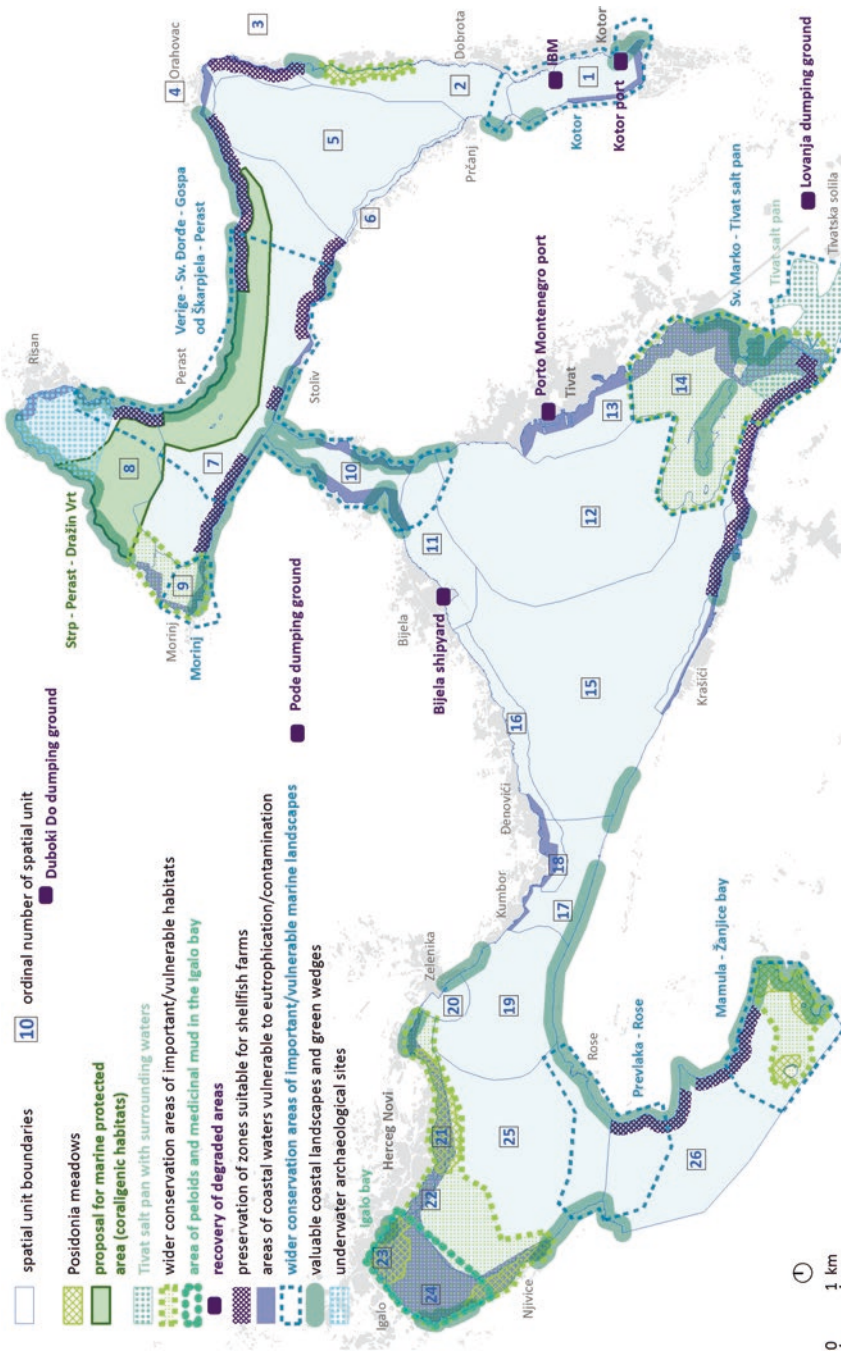 spatial unit boundaries
10 ordinal number of spatial unit
Posidonia meadows
proposal for marine protected
area (coraligenic habitats)
Tivat salt pan with surrounding waters
wider conservation areas of important/vulnerable habitats
area of peloids and medicinal mud in the Igalo bay
recovery of degraded areas
preservation of zones suitable for shellfish farms
areas of coastal waters vulnerable to eutrophication/contamination
wider conservation areas of important/vulnerable marine landscapes
valuable coastal landscapes and green wedges
underwater archaeological sites
Duboki Do dumping ground
Pode dumping ground
Strp - Perast - Dražin Vrt
Risan
Morinj
Morinj
9
8
7
Perast
Verige - Sv. Đorđe - Gospa
od Škarpjela - Perast
Orahovac
4
3
5
6
Stoliv
Prčanj
2
Dobrota
IBM
1
Kotor
Kotor
Kotor port
10
11
Bijela
Bijela shipyard
12
Porto Montenegro port
Tivat
13
14
Sv. Marko - Tivat salt pan
Tivat salt pan
Lovanja dumping ground
Tivatska solila
15
16
Krašići
Đenovići
18
Kumbor
17
Zelenika
20
19
Herceg Novi
21
22
Igalo bay
23
24
Igalo
Njivice
25
Rose
Prevlaka - Rose
26
Mamula - Žanjice bay
0 1 km